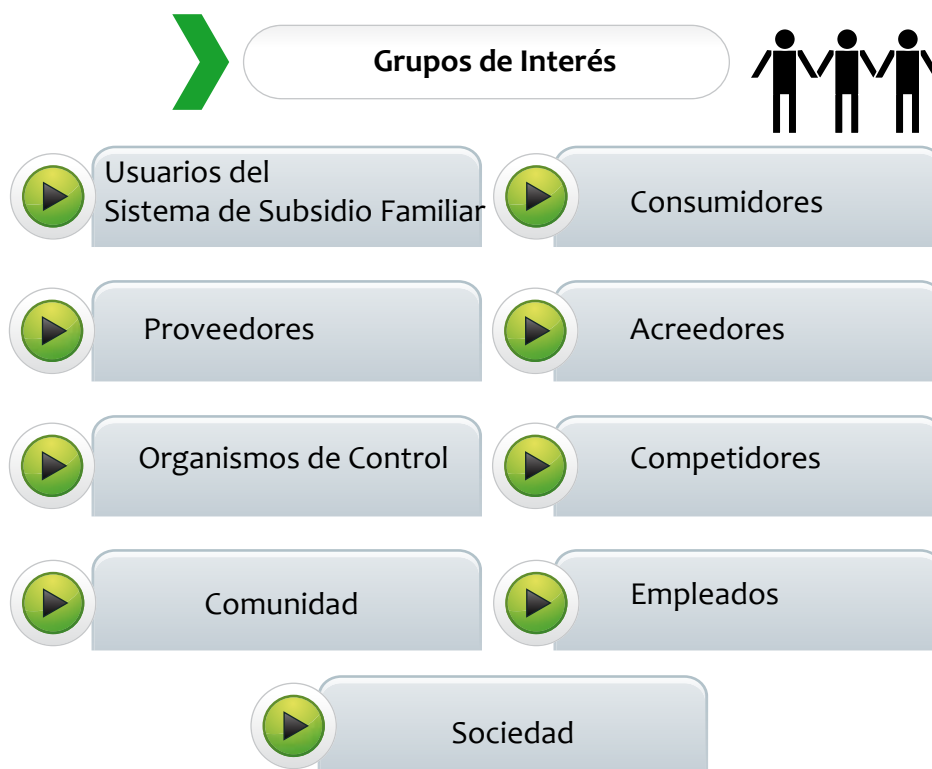 Grupos de Interés
Usuarios del
Sistema de Subsidio Familiar
Consumidores
Proveedores
Acreedores
Organismos de Control
Competidores
Comunidad
Empleados
Sociedad